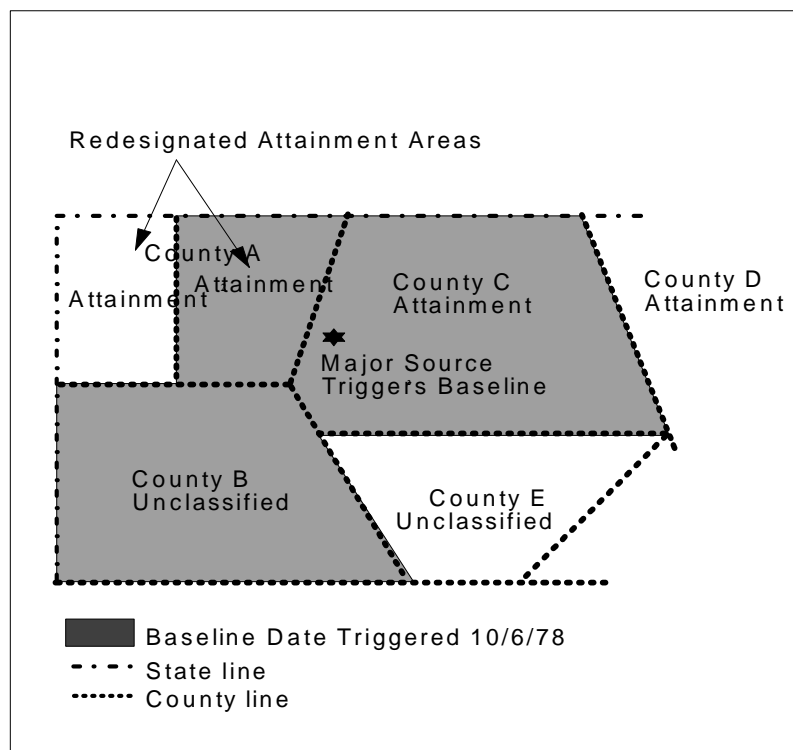 Redesignated Attainment Areas
County A
Attainment
Attainment
County C
Attainment
County D
Attainment
Major Source
Triggers Baseline
County B
Unclassified
County E
Unclassified
Baseline Date Triggered 10/6/78
State line
County line